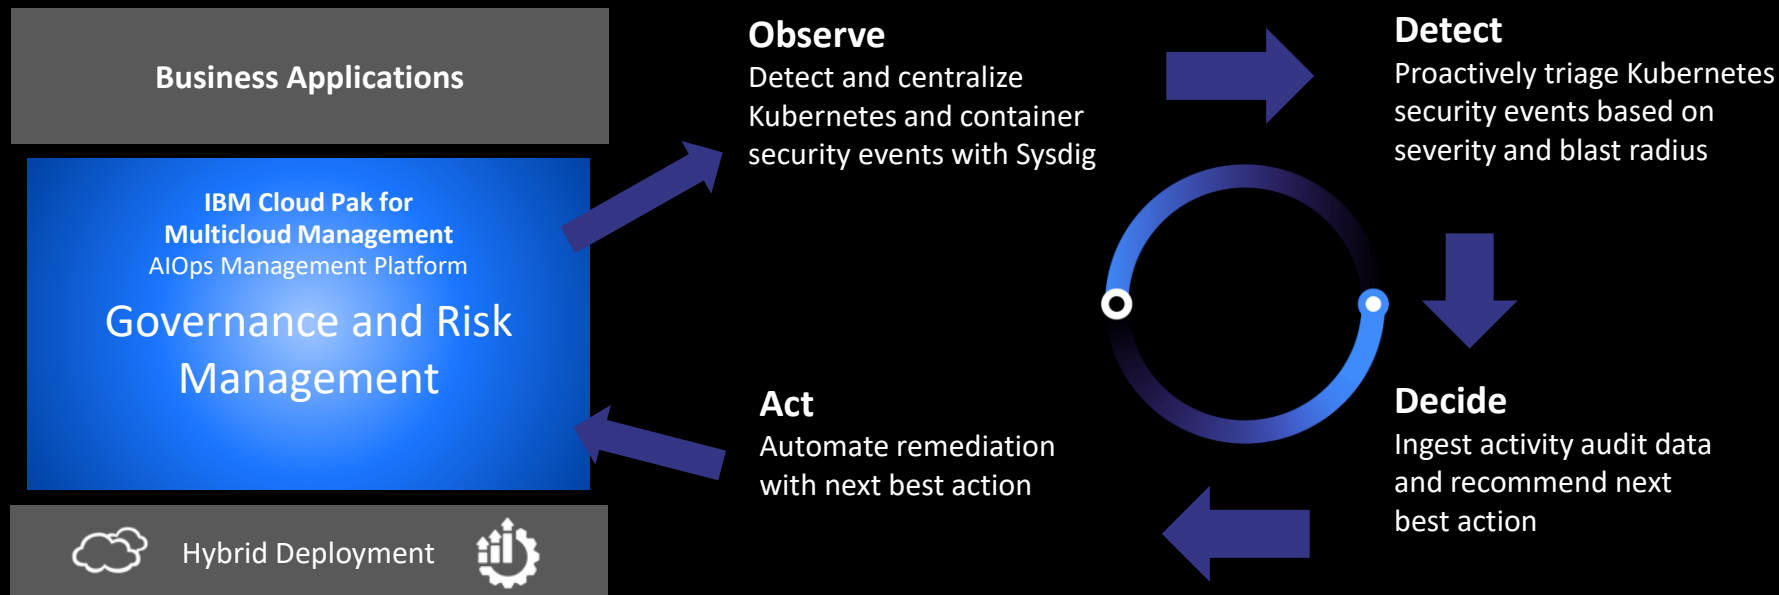 Business Applications
IBM Cloud Pak for
Multicloud Management
AIOps Management Platform
Governance and Risk
Management
Hybrid Deployment
Observe
Detect and centralize
Kubernetes and container
security events with Sysdig
Detect
Proactively triage Kubernetes
security events based on
severity and blast radius
Decide
Ingest activity audit data
and recommend next
best action
Act
Automate remediation
with next best action